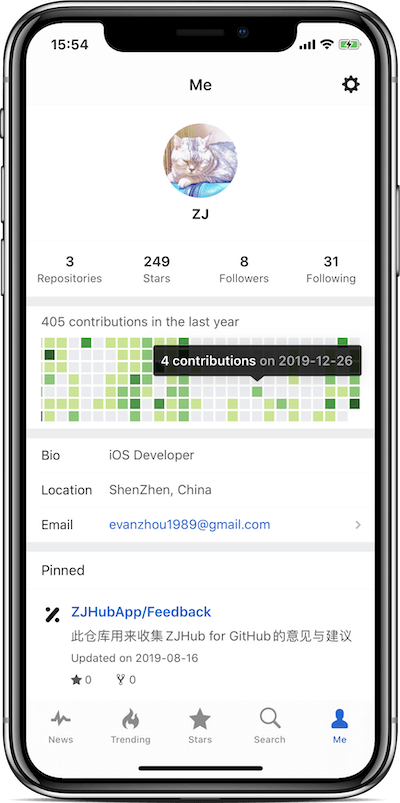 15:54
Me
ZJ
3 249 8 31
Repositories Stars Followers Following
405 contributions in the last year
4 contributions on 2019-12-26
Bio iOS Developer
Location ShenZhen, China
Email evanzhou1989@gmail.com
Pinned
ZJHubApp/Feedback
此仓库用来收集 ZJHub for GitHub 的意见与建议
Updated on 2019-08-16
0 0
News Trending Stars Search Me